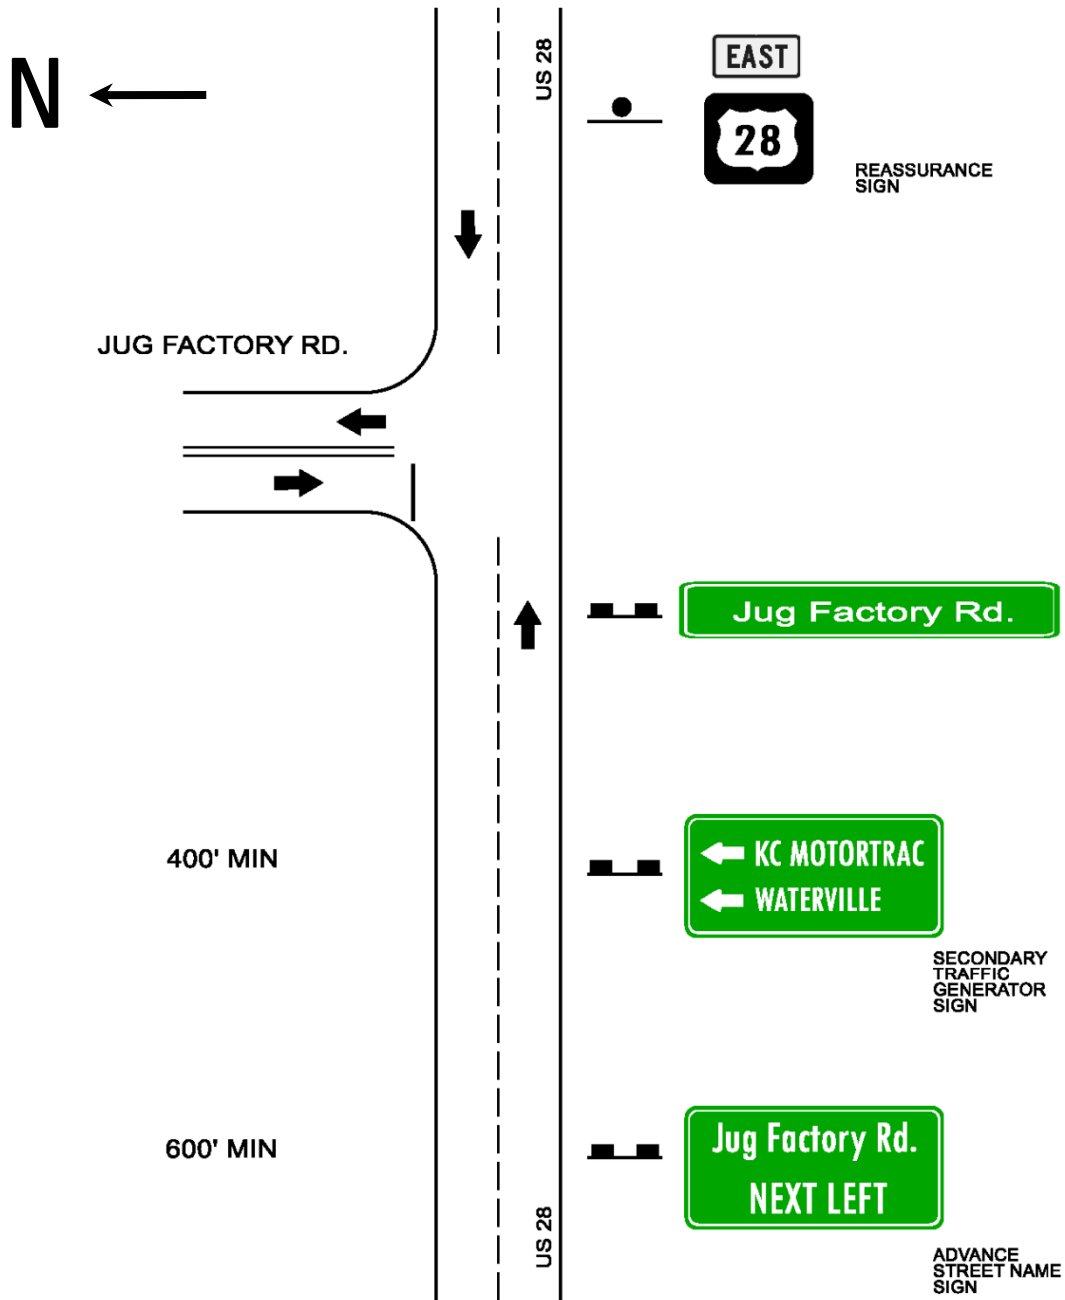 N
US 28
EAST
28
REASSURANCE
SIGN
JUG FACTORY RD.
Jug Factory Rd.
400' MIN
KC MOTORTRAC
WATERVILLE
SECONDARY
TRAFFIC
GENERATOR
SIGN
600' MIN
Jug Factory Rd.
NEXT LEFT
US 28
ADVANCE
STREET NAME
SIGN